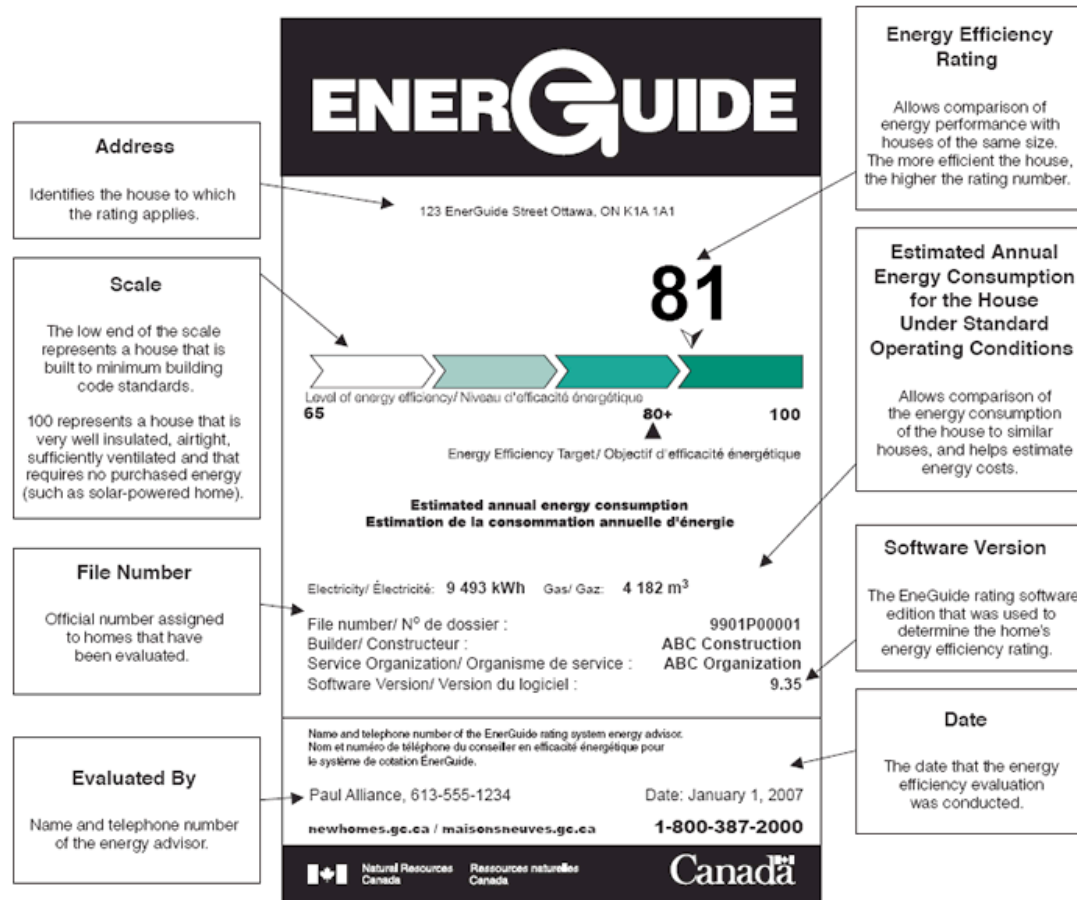 ENERGUIDE
Address
Identifies the house to which
the rating applies.
Scale
The low end of the scale
represents a house that is
built to minimum building
code standards.
100 represents a house that is
very well insulated, airtight,
sufficiently ventilated and that
requires no purchased energy
(such as solar-powered home).
File Number
Official number assigned
to homes that have
been evaluated.
Evaluated By
Name and telephone number
of the energy advisor.
123 EnerGuide Street Ottawa, ON K1A 1A1
81
Level of energy efficiency/ Niveau d'efficacité énergétique
65 80+ 100
Energy Efficiency Target/ Objectif d'efficacité énergétique
Estimated annual energy consumption
Estimation de la consommation annuelle d'énergie
Electricity/ Électricité: 9 493 kWh Gas/ Gaz: 4 182 m³
File number/ Nº de dossier : 9901P00001
Builder/ Constructeur : ABC Construction
Service Organization/ Organisme de service : ABC Organization
Software Version/ Version du logiciel : 9.35
Name and telephone number of the EnerGuide rating system energy advisor.
Nom et numéro de téléphone du conseiller en efficacité énergétique pour
le système de cotation ÉnerGuide.
Paul Alliance, 613-555-1234 Date: January 1, 2007
newhomes.gc.ca / maisonsneuves.gc.ca 1-800-387-2000
Natural Resources Ressources naturelles
Canada Canada
Canada
Energy Efficiency
Rating
Allows comparison of
energy performance with
houses of the same size.
The more efficient the house,
the higher the rating number.
Estimated Annual
Energy Consumption
for the House
Under Standard
Operating Conditions
Allows comparison of
the energy consumption
of the house to similar
houses, and helps estimate
energy costs.
Software Version
The EneGuide rating software
edition that was used to
determine the home's
energy efficiency rating.
Date
The date that the energy
efficiency evaluation
was conducted.